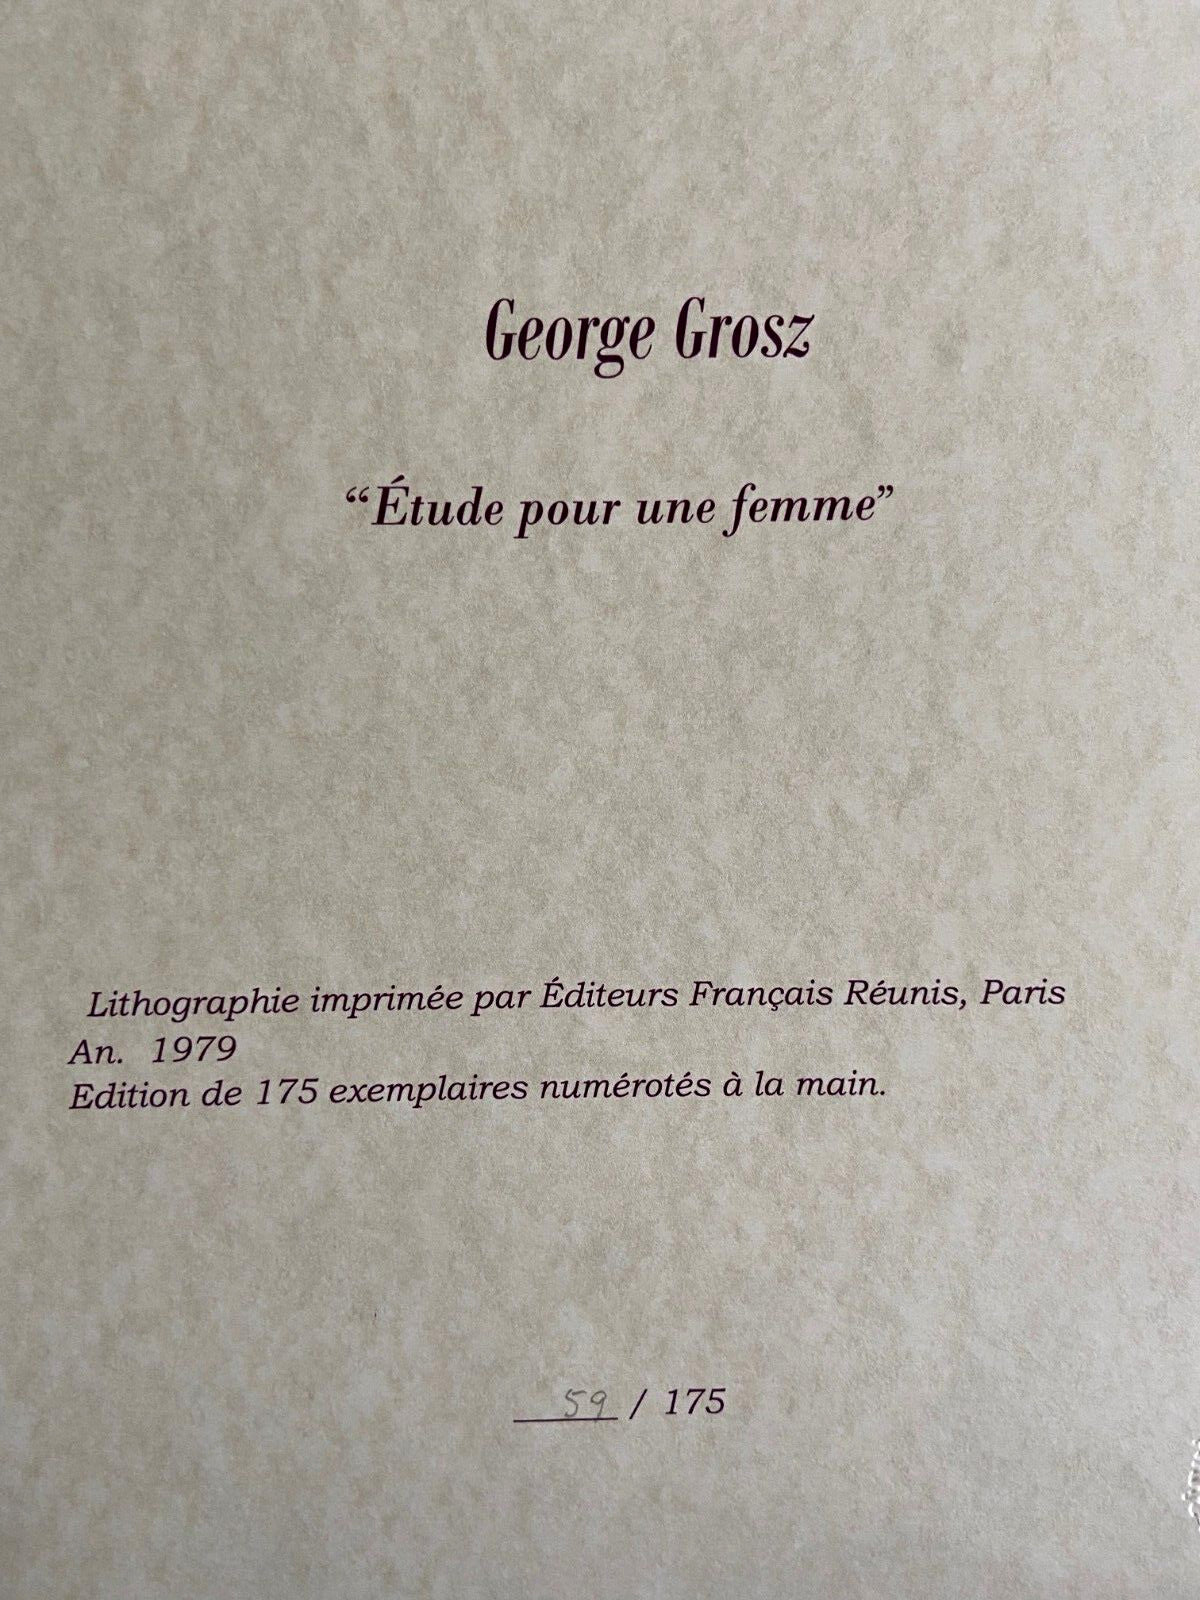 George Grosz
“Étude pour une femme”
Lithographie imprimée par Éditeurs Français Réunis, Paris
An. 1979
Edition de 175 exemplaires numérotés à la main.
59 / 175